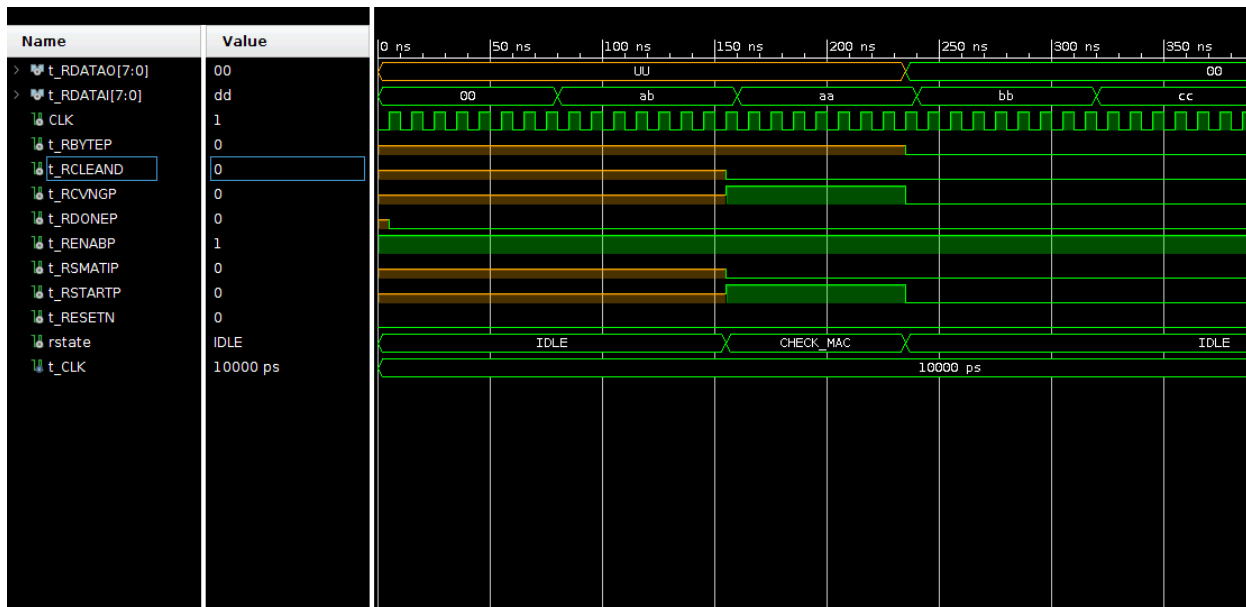 Name Value
0 ns 50 ns 100 ns 150 ns 200 ns 250 ns 300 ns 350 ns
t_RDATAO[7:0] 00 UU 00
t_RDATAI[7:0] dd 00 ab aa bb cc
CLK 1
t_RBYTEP 0
t_RCLEAND 0
t_RCVNGP 0
t_RDONEP 0
t_RENABP 1
t_RSMATIP 0
t_RSTARTP 0
t_RESETN 0
rstate IDLE IDLE CHECK_MAC IDLE
t_CLK 10000 ps 10000 ps